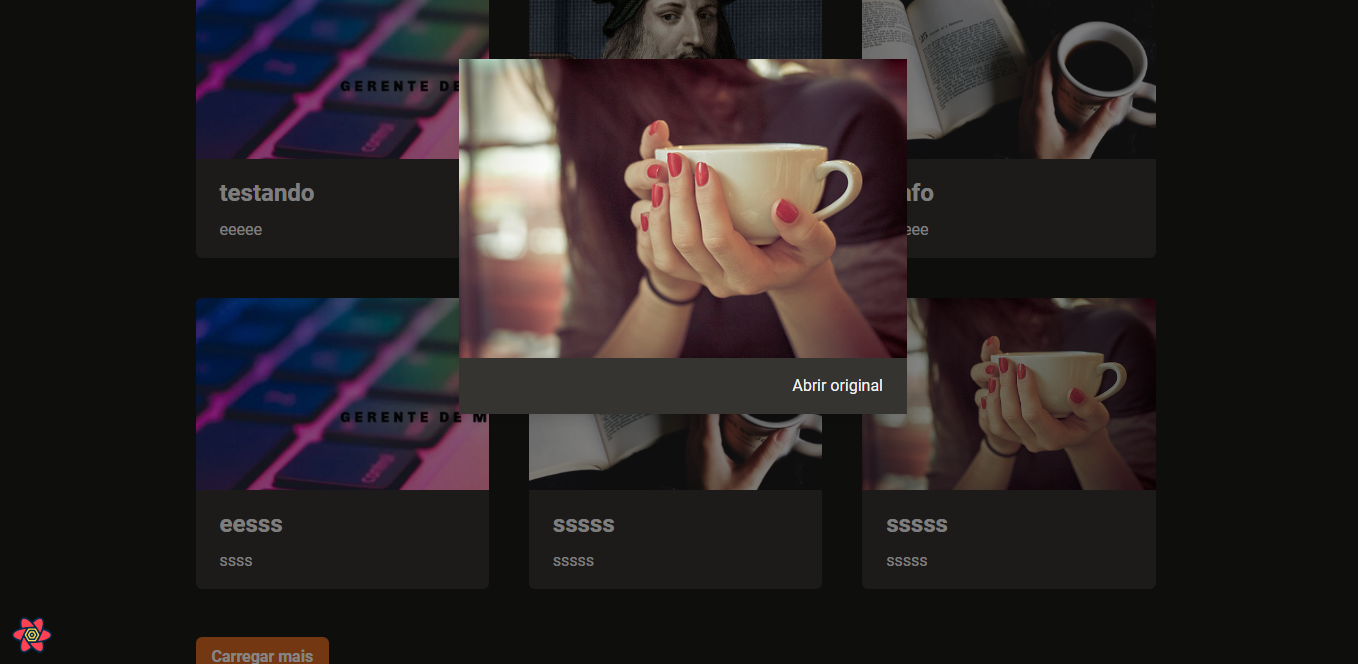 GERENTE DE
testando
eeeee
afo
eee
Abrir original
GERENTE DE M
eesss
ssss
sssss
sssss
sssss
sssss
Carregar mais